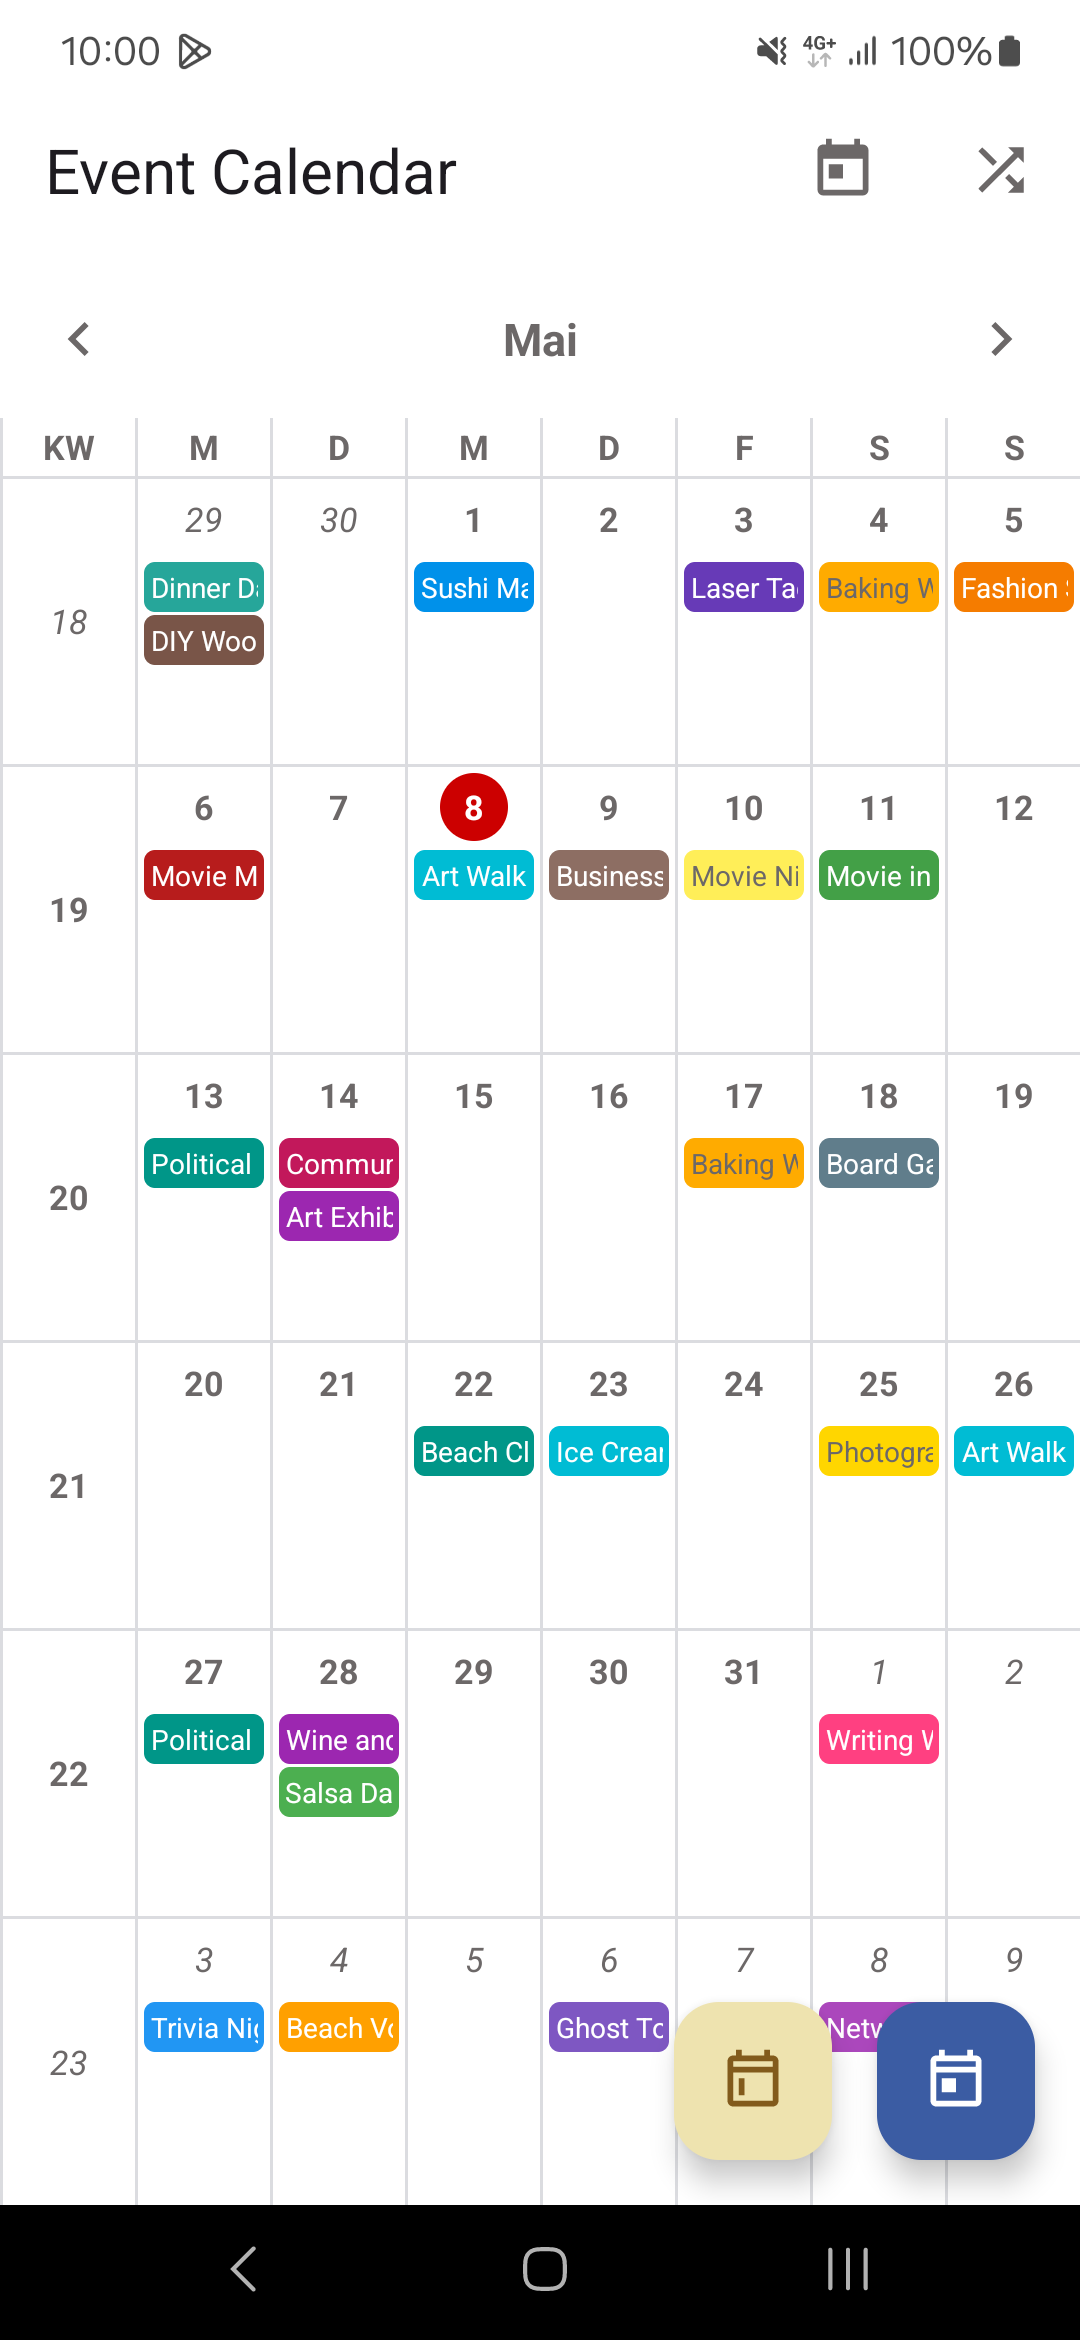 10:00 4G+ 100%
Event Calendar
Mai
KW M D M D F S S
29 30 1 2 3 4 5
18
Dinner Da Sushi Ma Laser Ta Baking W Fashion
DIY Woo
6 7 8 9 10 11 12
19
Movie M Art Walk Business Movie Ni Movie in
13 14 15 16 17 18 19
20
Political Commun Baking W Board Ga
Art Exhib
20 21 22 23 24 25 26
21
Beach Cl Ice Crear Photogra Art Walk
27 28 29 30 31 1 2
22
Political Wine and Writing W
Salsa Da
3 4 5 6 7 8 9
23
Trivia Nig Beach Vo Ghost To Netw